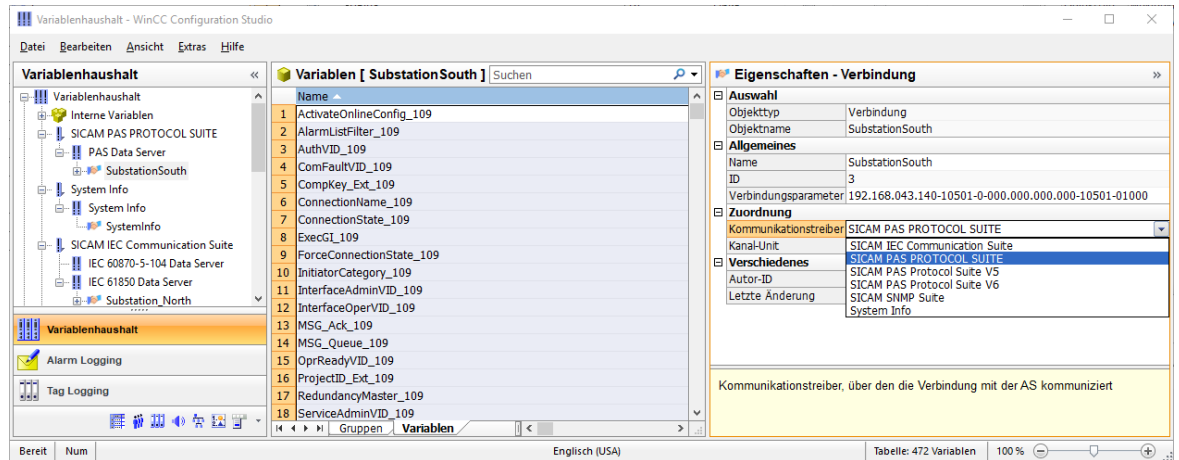 Variablenhaushalt - WinCC Configuration Studio
Datei Bearbeiten Ansicht Extras Hilfe
Variablenhaushalt «
Variablenhaushalt
Interne Variablen
SICAM PAS PROTOCOL SUITE
PAS Data Server
SubstationSouth
System Info
System Info
SystemInfo
SICAM IEC Communication Suite
IEC 60870-5-104 Data Server
IEC 61850 Data Server
Substation_North
Variablenhaushalt
Alarm Logging
Tag Logging
Variablen [ SubstationSouth ] Suchen
Name
1 ActivateOnlineConfig_109
2 AlarmListFilter_109
3 AuthVID_109
4 ComFaultVID_109
5 CompKey_Ext_109
6 ConnectionName_109
7 ConnectionState_109
8 ExecGI_109
9 ForceConnectionState_109
10 InitiatorCategory_109
11 InterfaceAdminVID_109
12 InterfaceOperVID_109
13 MSG_Ack_109
14 MSG_Queue_109
15 OprReadyVID_109
16 ProjectID_Ext_109
17 RedundancyMaster_109
18 ServiceAdminVID_109
Gruppen Variablen
Eigenschaften - Verbindung »
Auswahl
Objekttyp Verbindung
Objektname SubstationSouth
Allgemeines
Name SubstationSouth
ID 3
Verbindungsparameter 192.168.043.140-10501-0-000.000.000.000-10501-01000
Zuordnung
Kommunikationstreiber SICAM PAS PROTOCOL SUITE
Kanal-Unit SICAM IEC Communication Suite
Verschiedenes SICAM PAS PROTOCOL SUITE
SICAM PAS Protocol Suite V5
Autor-ID SICAM PAS Protocol Suite V6
Letzte Änderung SICAM SNMP Suite
System Info
Kommunikationstreiber, über den die Verbindung mit der AS kommuniziert
Bereit Num Englisch (USA) Tabelle: 472 Variablen 100 %